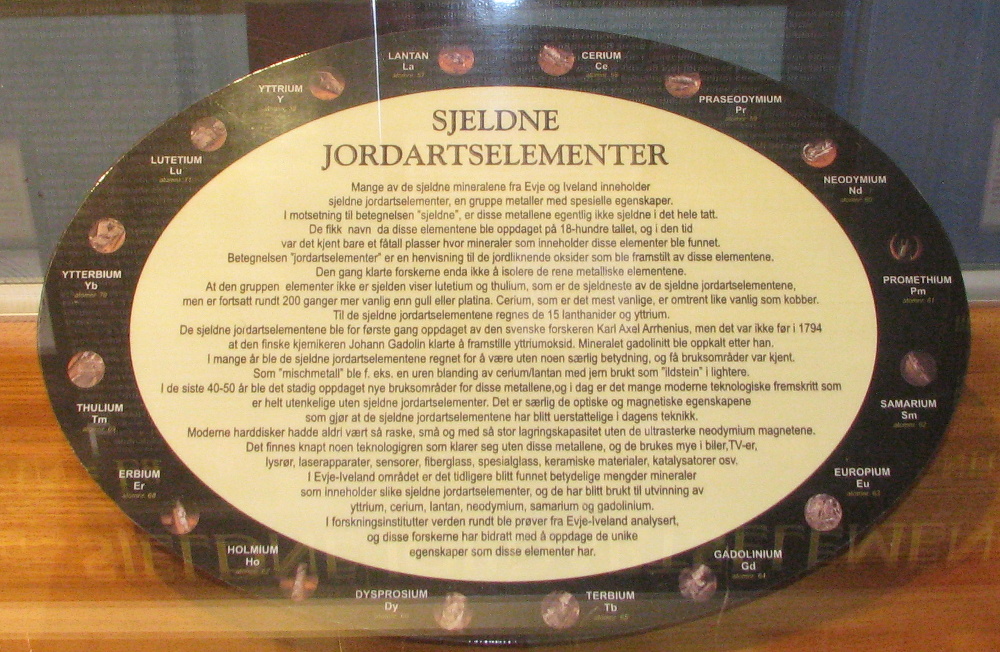 SJELDNE
JORDARTSELEMENTER
Mange av de sjeldne mineralene fra Evje og Iveland inneholder
sjeldne jordartselementer, en gruppe metaller med spesielle egenskaper.
I motsetning til betegnelsen "sjeldne", er disse metallene egentlig ikke sjeldne i det hele tatt.
De fikk navn da disse elementene ble oppdaget på 18-hundre tallet, og i den tid
var det kjent bare et fåtall plasser hvor mineraler som inneholder disse elementer ble funnet.
Betegnelsen "jordartselementer" er en henvisning til de jordliknende oksider som ble framstilt av disse elementene.
Den gang klarte forskerne enda ikke å isolere de rene metalliske elementene.
At den gruppen elementer ikke er sjelden viser lutetium og thulium, som er de sjeldneste av de sjeldne jordartselementene,
men er fortsatt rundt 200 ganger mer vanlig enn gull eller platina. Cerium, som er det mest vanlige, er omtrent like vanlig som kobber.
Til de sjeldne jordartselementene regnes de 15 lanthanider og yttrium.
De sjeldne jordartselementene ble for første gang oppdaget av den svenske forskeren Karl Axel Arrhenius, men det var ikke før i 1794
at den finske kjemikeren Johann Gadolin klarte å framstille yttriumoksid. Mineralet gadolinitt ble oppkalt etter han.
I mange år ble de sjeldne jordartselementene regnet for å være uten noen særlig betydning, og få bruksområder var kjent.
Som "mischmetall" ble f. eks. en uren blanding av cerium/lantan med jern brukt som "ildstein" i lightere.
I de siste 40-50 år ble det stadig oppdaget nye bruksområder for disse metallene,og i dag er det mange moderne teknologiske fremskritt som
er helt utenkelige uten sjeldne jordartselementer. Det er særlig de optiske og magnetiske egenskapene
som gjør at de sjeldne jordartselementene har blitt uerstattelige i dagens teknikk.
Moderne harddisker hadde aldri vært så raske, små og med så stor lagringskapasitet uten de ultrasterke neodymium magnetene.
Det finnes knapt noen teknologigren som klarer seg uten disse metallene, og de brukes mye i biler,TV-er,
lysrør, laserapparater, sensorer, fiberglass, spesialglass, keramiske materialer, katalysatorer osv.
I Evje-Iveland området er det tidligere blitt funnet betydelige mengder mineraler
som inneholder slike sjeldne jordartselementer, og de har blitt brukt til utvinning av
yttrium, cerium, lantan, neodymium, samarium og gadolinium.
I forskningsinstitutter verden rundt ble prøver fra Evje-Iveland analysert,
og disse forskerne har bidratt med å oppdage de unike
egenskaper som disse elementer har.
LANTAN
La
CERIUM
Ce
PRASEODYMIUM
Pr
NEODYMIUM
Nd
PROMETHIUM
Pm
SAMARIUM
Sm
EUROPIUM
Eu
GADOLINIUM
Gd
TERBIUM
Tb
DYSPROSIUM
Dy
HOLMIUM
Ho
ERBIUM
Er
THULIUM
Tm
YTTERBIUM
Yb
LUTETIUM
Lu
YTTRIUM
Y